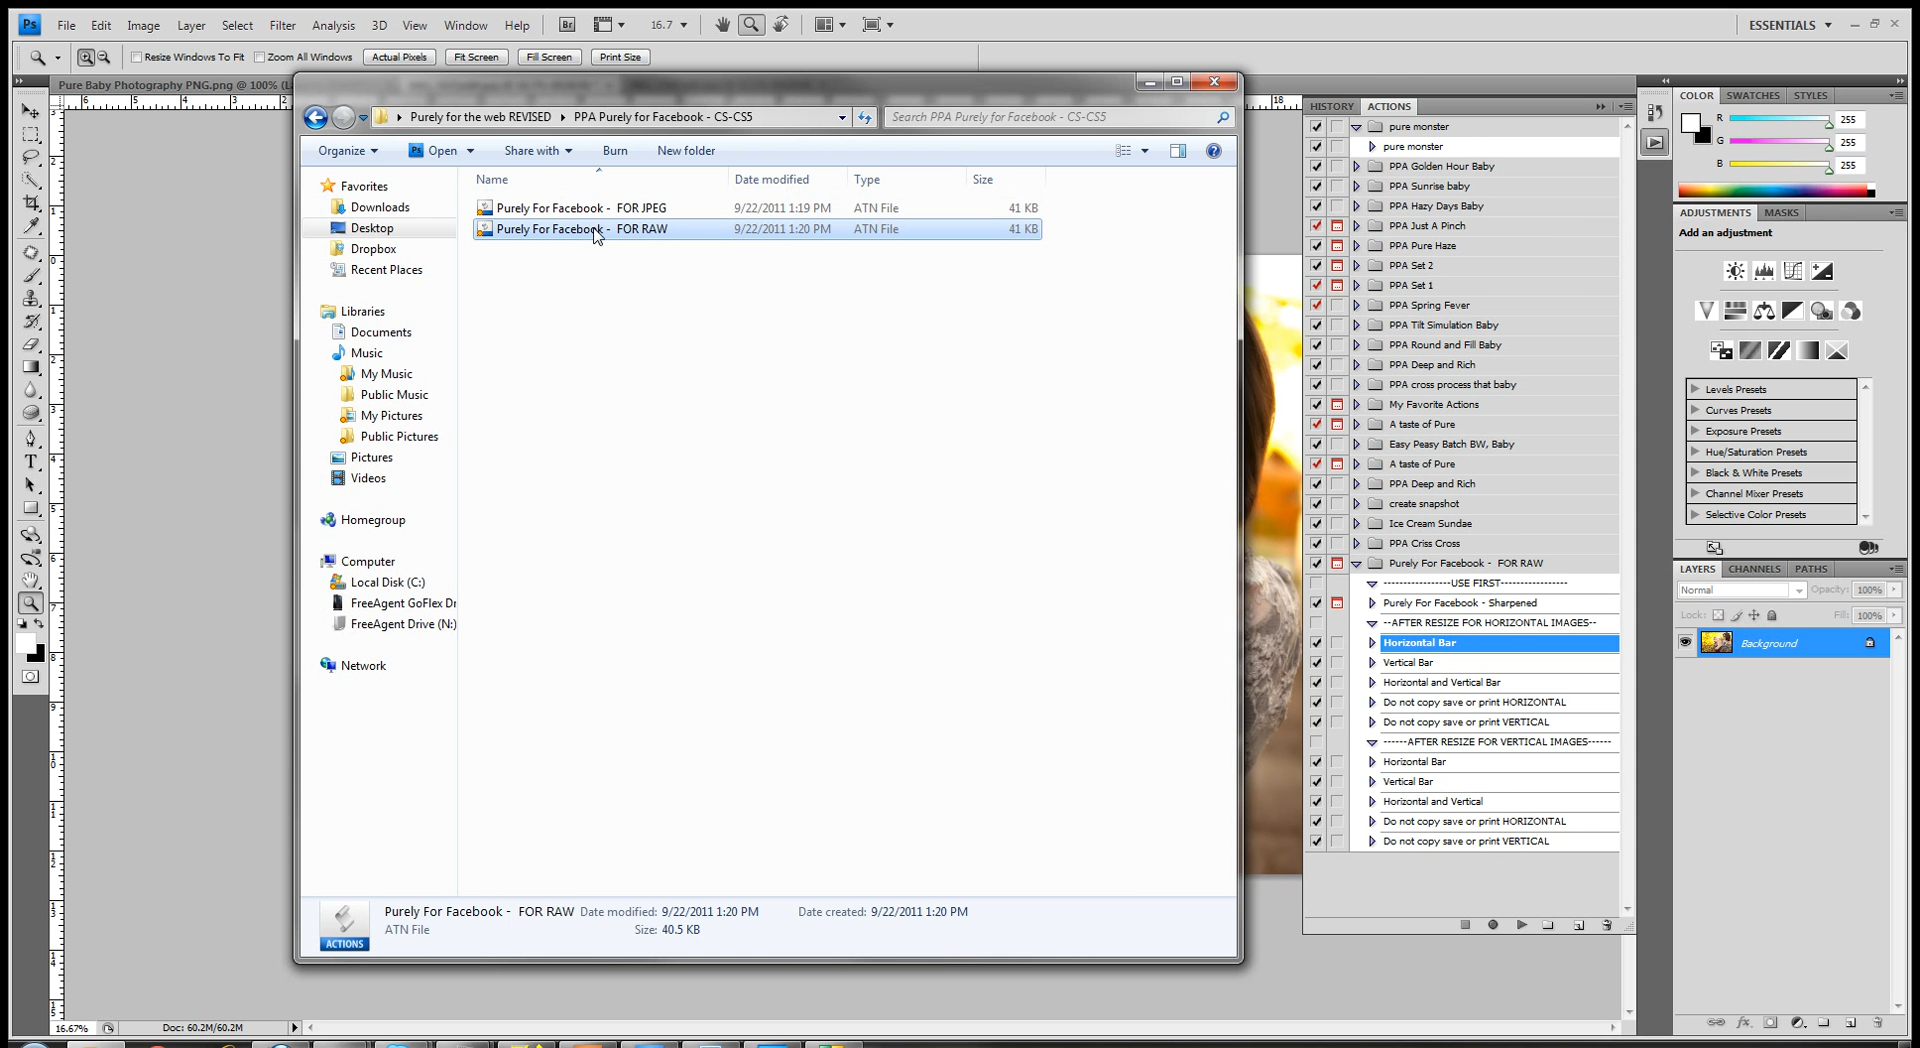 Ps File Edit Image Layer Select Filter Analysis 3D View Window Help Br 16.7 ESSENTIALS
Resize Windows To Fit Zoom All Windows Actual Pixels Fit Screen Fill Screen Print Size
Pure Baby Photography PNG.png @ 100% (L
Purely for the web REVISED PPA Purely for Facebook - CS-CS5 Search PPA Purely for Facebook - CS-CS5
Organize Ps Open Share with Burn New folder
Name Date modified Type Size
Purely For Facebook - FOR JPEG 9/22/2011 1:19 PM ATN File 41 KB
Purely For Facebook - FOR RAW 9/22/2011 1:20 PM ATN File 41 KB
Favorites
Downloads
Desktop
Dropbox
Recent Places
Libraries
Documents
Music
My Music
Public Music
My Pictures
Public Pictures
Pictures
Videos
Homegroup
Computer
Local Disk (C:)
FreeAgent GoFlex Dr
FreeAgent Drive (N:)
Network
Purely For Facebook - FOR RAW Date modified: 9/22/2011 1:20 PM Date created: 9/22/2011 1:20 PM
ATN File Size: 40.5 KB
ACTIONS
HISTORY ACTIONS
pure monster
pure monster
PPA Golden Hour Baby
PPA Sunrise baby
PPA Hazy Days Baby
PPA Just A Pinch
PPA Pure Haze
PPA Set 2
PPA Set 1
PPA Spring Fever
PPA Tilt Simulation Baby
PPA Round and Fill Baby
PPA Deep and Rich
PPA cross process that baby
My Favorite Actions
A taste of Pure
Easy Peasy Batch BW, Baby
A taste of Pure
PPA Deep and Rich
create snapshot
Ice Cream Sundae
PPA Criss Cross
Purely For Facebook - FOR RAW
-----------------USE FIRST-----------------
Purely For Facebook - Sharpened
--AFTER RESIZE FOR HORIZONTAL IMAGES--
Horizontal Bar
Vertical Bar
Horizontal and Vertical Bar
Do not copy save or print HORIZONTAL
Do not copy save or print VERTICAL
------AFTER RESIZE FOR VERTICAL IMAGES------
Horizontal Bar
Vertical Bar
Horizontal and Vertical
Do not copy save or print HORIZONTAL
Do not copy save or print VERTICAL
COLOR SWATCHES STYLES
R 255
G 255
B 255
ADJUSTMENTS MASKS
Add an adjustment
Levels Presets
Curves Presets
Exposure Presets
Hue/Saturation Presets
Black & White Presets
Channel Mixer Presets
Selective Color Presets
LAYERS CHANNELS PATHS
Normal Opacity: 100%
Lock: Fill: 100%
Background
16.67% Doc: 60.2M/60.2M